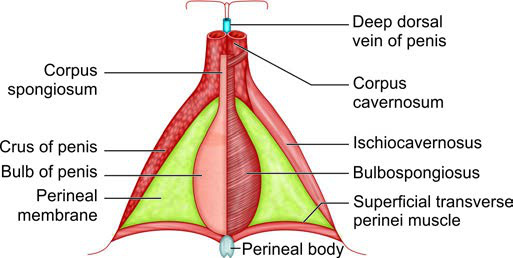 Deep dorsal
vein of penis
Corpus
spongiosum
Corpus
cavernosum
Crus of penis
Ischiocavernosus
Bulb of penis
Bulbospongiosus
Perineal
membrane
Superficial transverse
perinei muscle
Perineal body